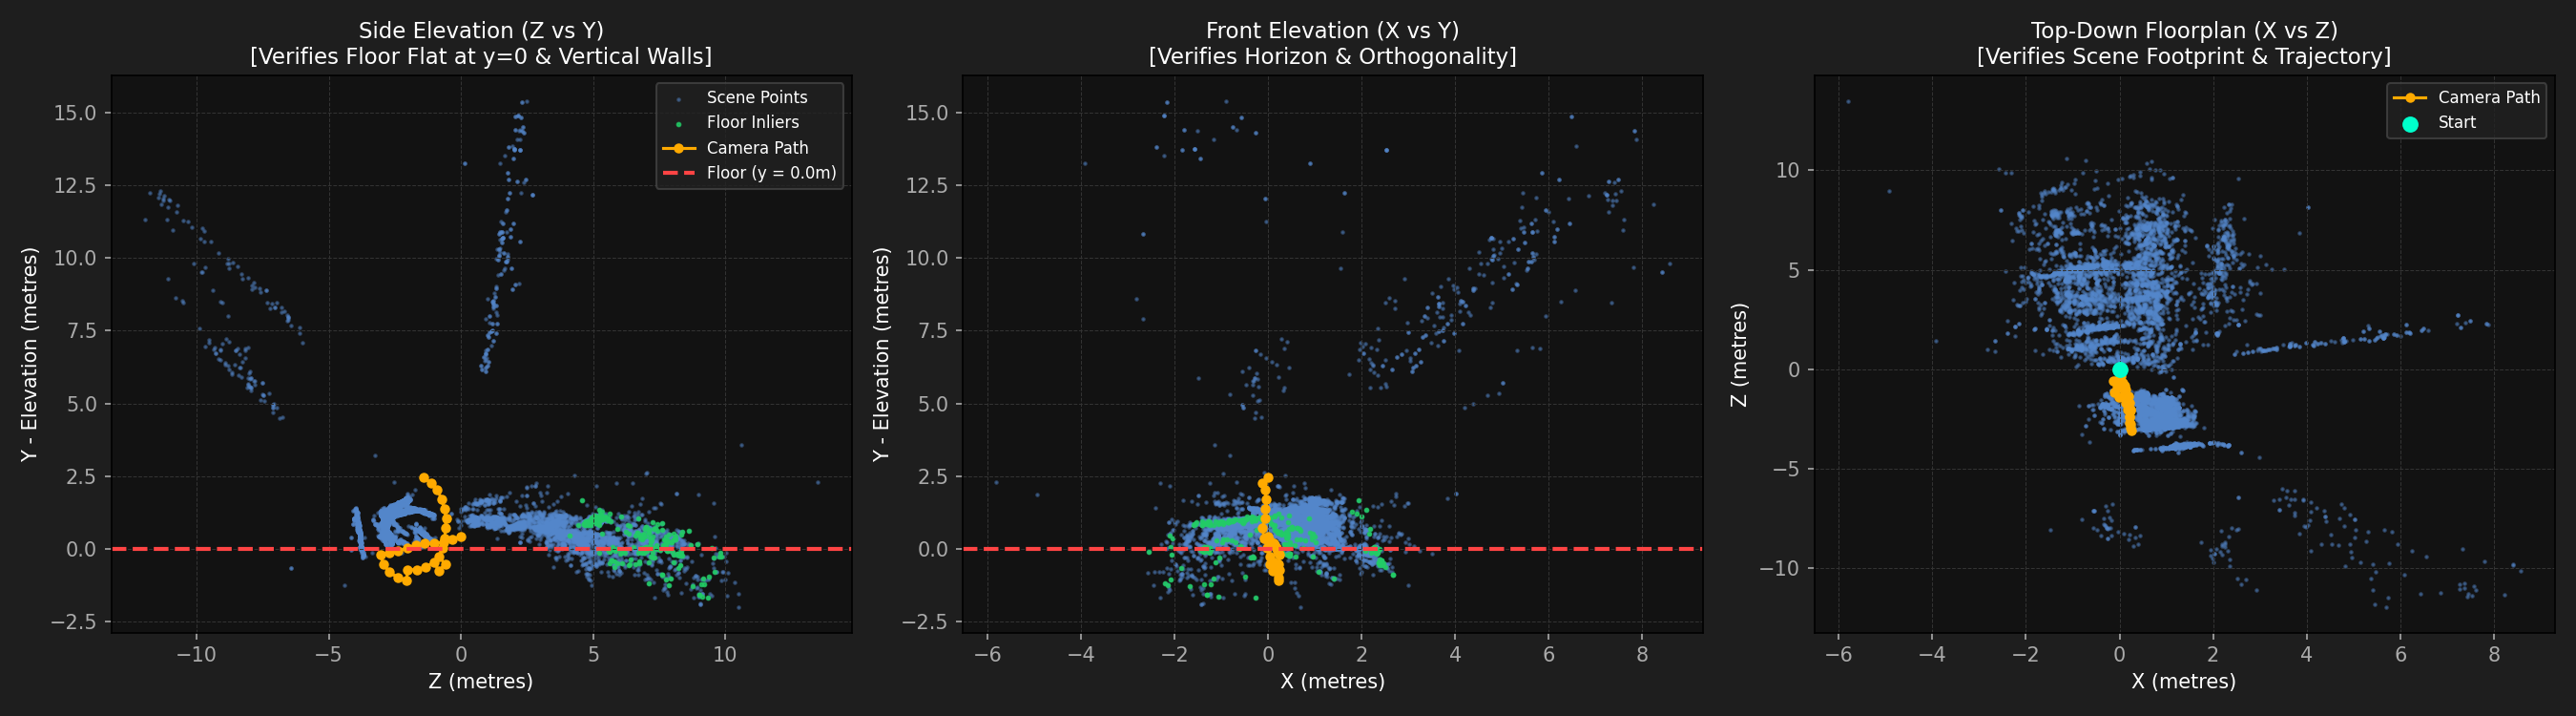 Side Elevation (Z vs Y)
[Verifies Floor Flat at y=0 & Vertical Walls]
Scene Points
Floor Inliers
Camera Path
Floor (y = 0.0m)
15.0
12.5
10.0
7.5
5.0
2.5
0.0
−2.5
Y - Elevation (metres)
−10
−5
0
5
10
Z (metres)
Front Elevation (X vs Y)
[Verifies Horizon & Orthogonality]
15.0
12.5
10.0
7.5
5.0
2.5
0.0
−2.5
Y - Elevation (metres)
−6
−4
−2
0
2
4
6
8
X (metres)
Top-Down Floorplan (X vs Z)
[Verifies Scene Footprint & Trajectory]
Camera Path
Start
10
5
0
−5
−10
Z (metres)
−6
−4
−2
0
2
4
6
8
X (metres)